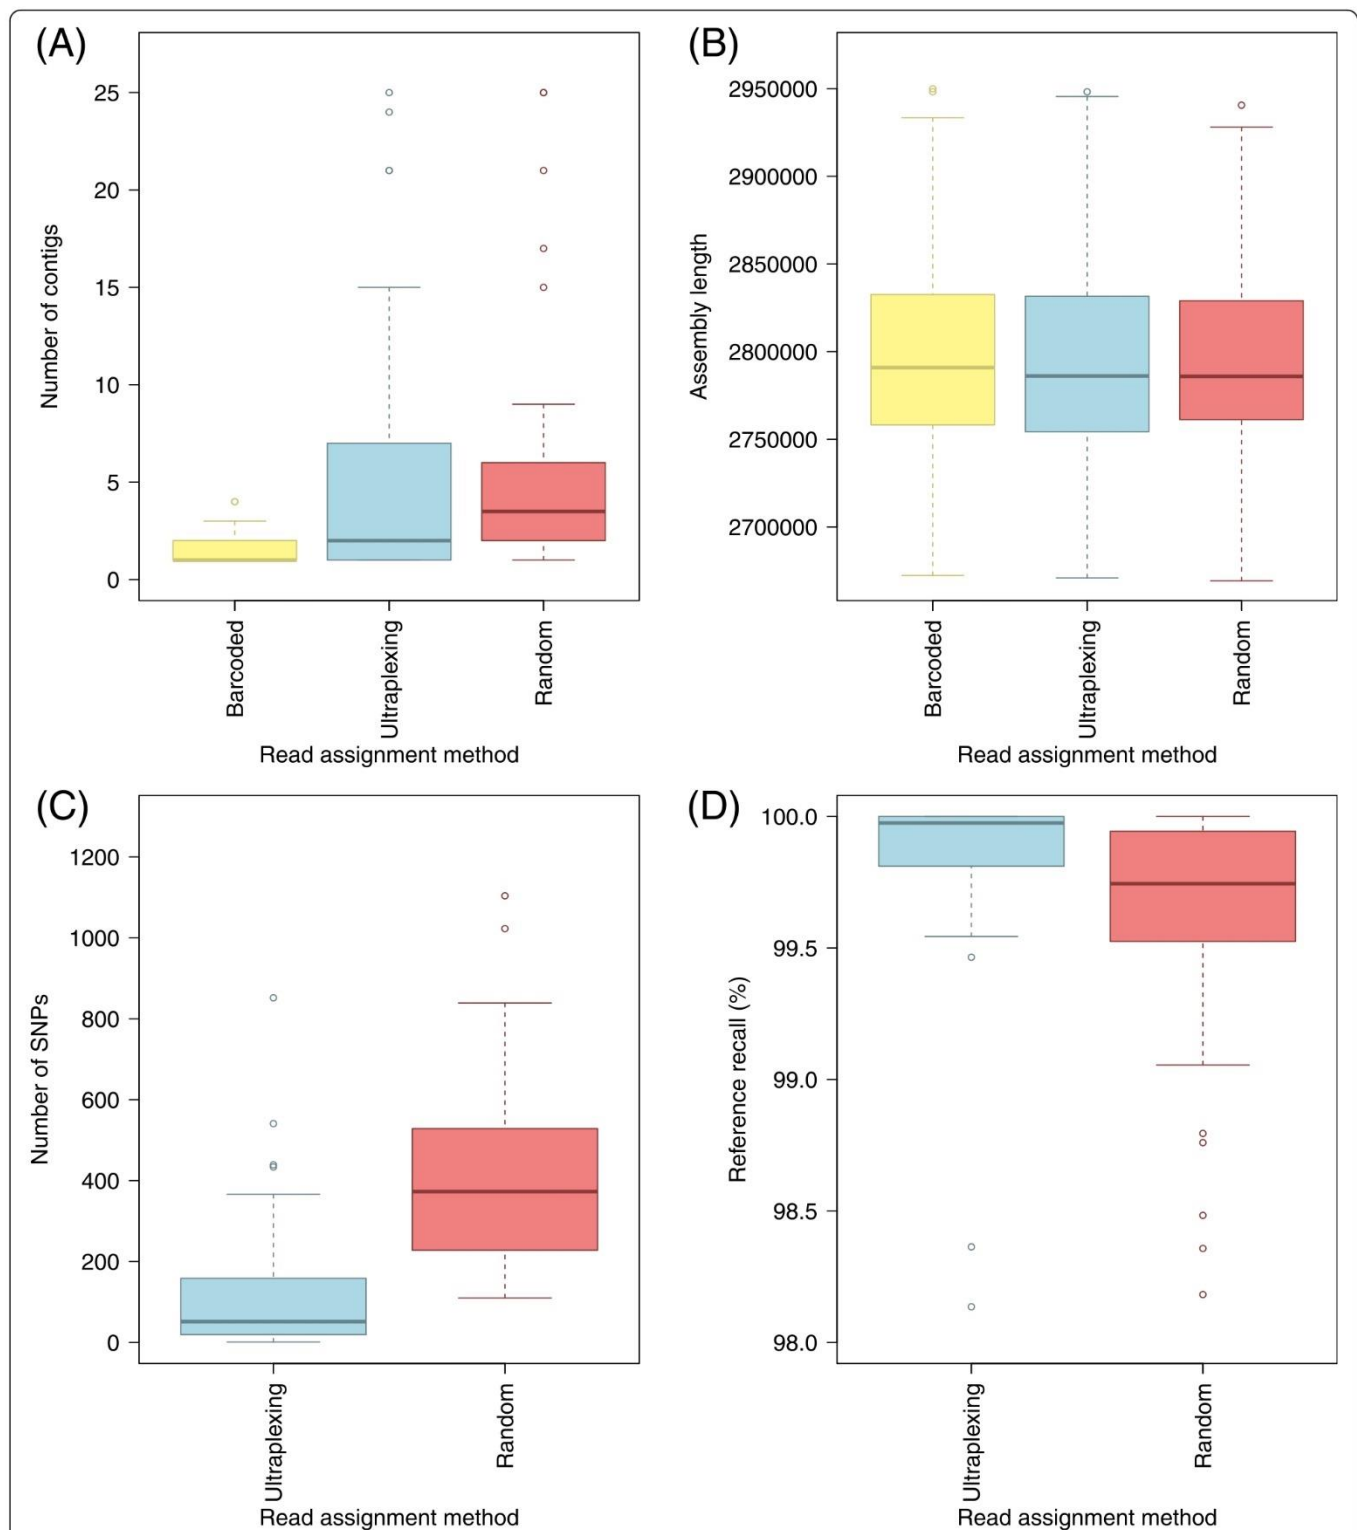 (A)
25
20
15
10
5
0
Number of contigs
Barcoded
Ultraplexing
Random
Read assignment method
(B)
2950000
2900000
2850000
2800000
2750000
2700000
Assembly length
Barcoded
Ultraplexing
Random
Read assignment method
(C)
1200
1000
800
600
400
200
0
Number of SNPs
Ultraplexing
Random
Read assignment method
(D)
100.0
99.5
99.0
98.5
98.0
Reference recall (%)
Ultraplexing
Random
Read assignment method